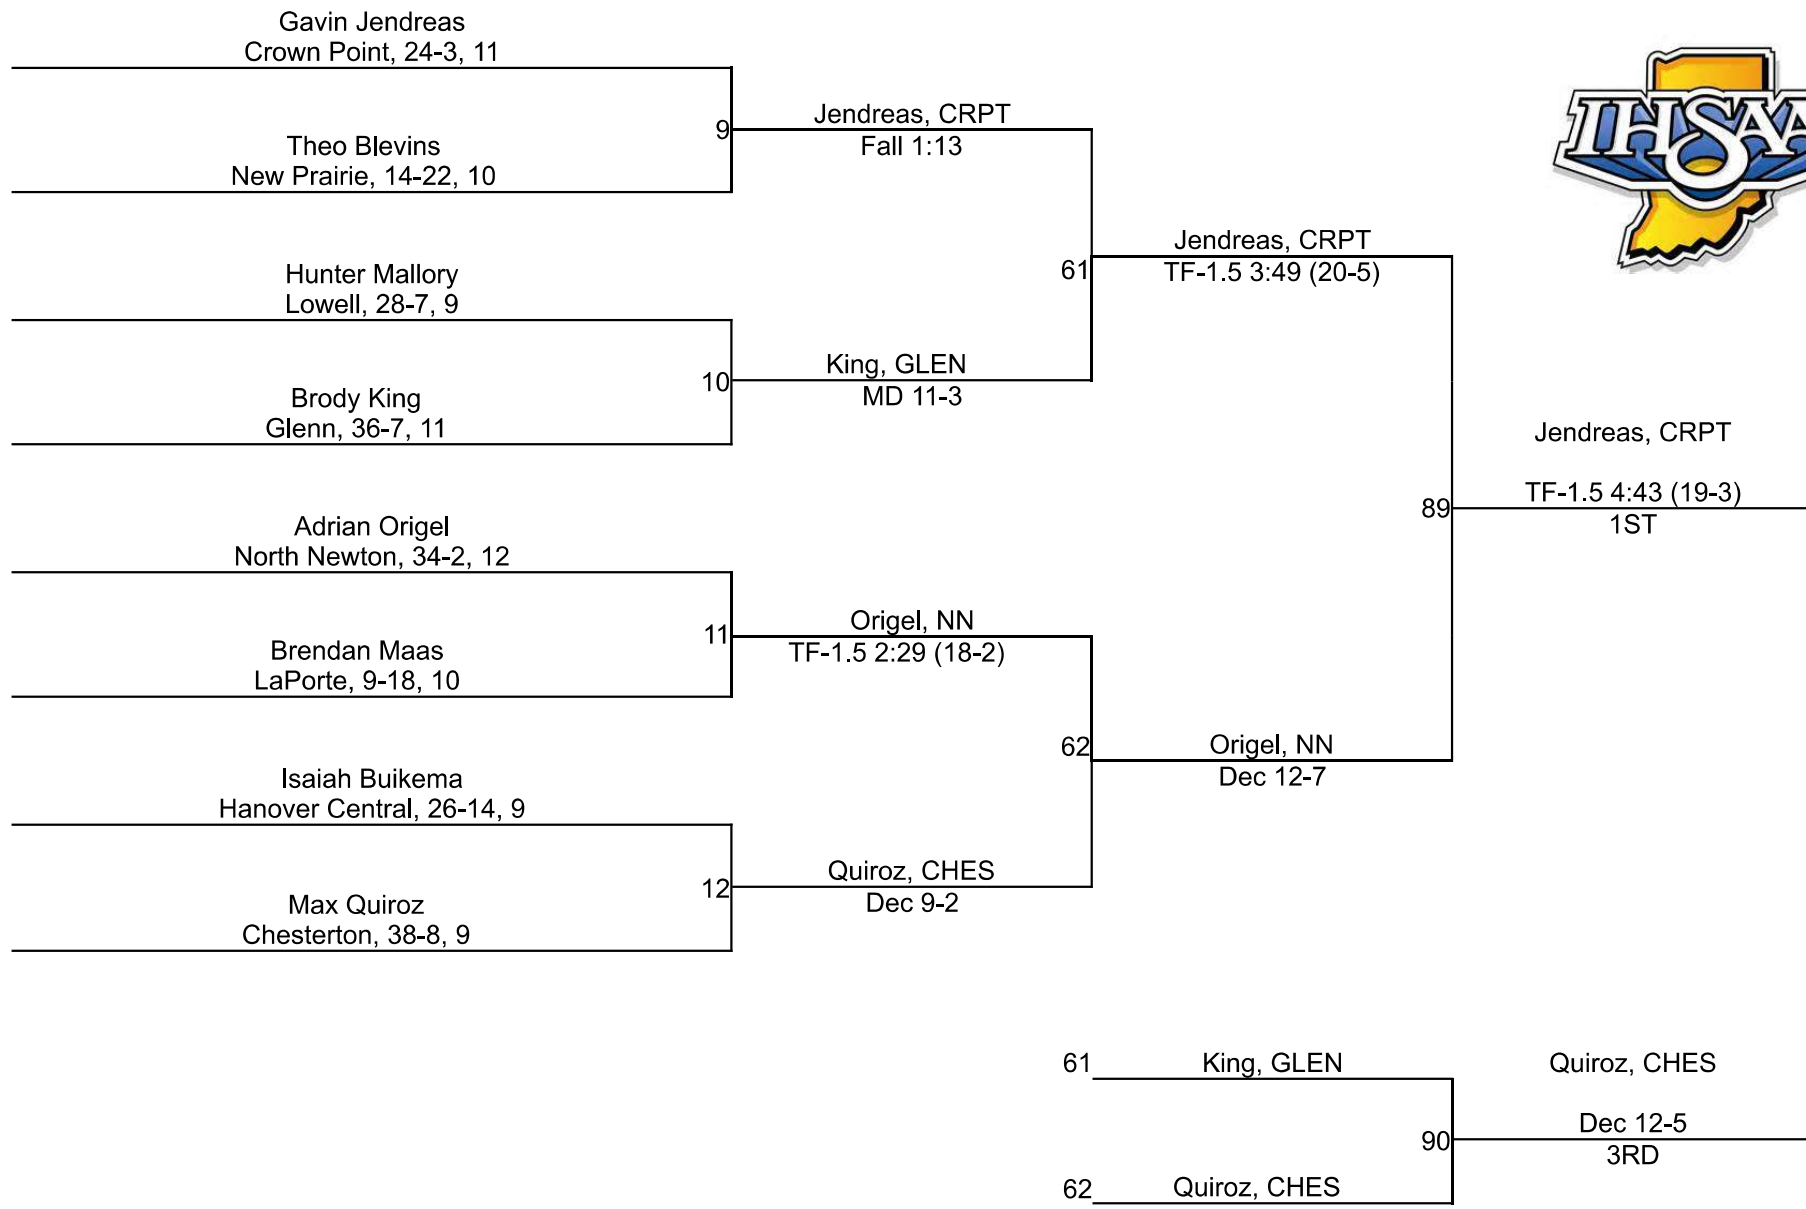 Gavin Jendreas
Crown Point, 24-3, 11
Theo Blevins
New Prairie, 14-22, 10
9
Jendreas, CRPT
Fall 1:13
Hunter Mallory
Lowell, 28-7, 9
Brody King
Glenn, 36-7, 11
10
King, GLEN
MD 11-3
61
Jendreas, CRPT
TF-1.5 3:49 (20-5)
Adrian Origel
North Newton, 34-2, 12
Brendan Maas
LaPorte, 9-18, 10
11
Origel, NN
TF-1.5 2:29 (18-2)
Isaiah Buikema
Hanover Central, 26-14, 9
Max Quiroz
Chesterton, 38-8, 9
12
Quiroz, CHES
Dec 9-2
62
Origel, NN
Dec 12-7
89
Jendreas, CRPT
TF-1.5 4:43 (19-3)
1ST
IHSAA
61
King, GLEN
62
Quiroz, CHES
90
Quiroz, CHES
Dec 12-5
3RD